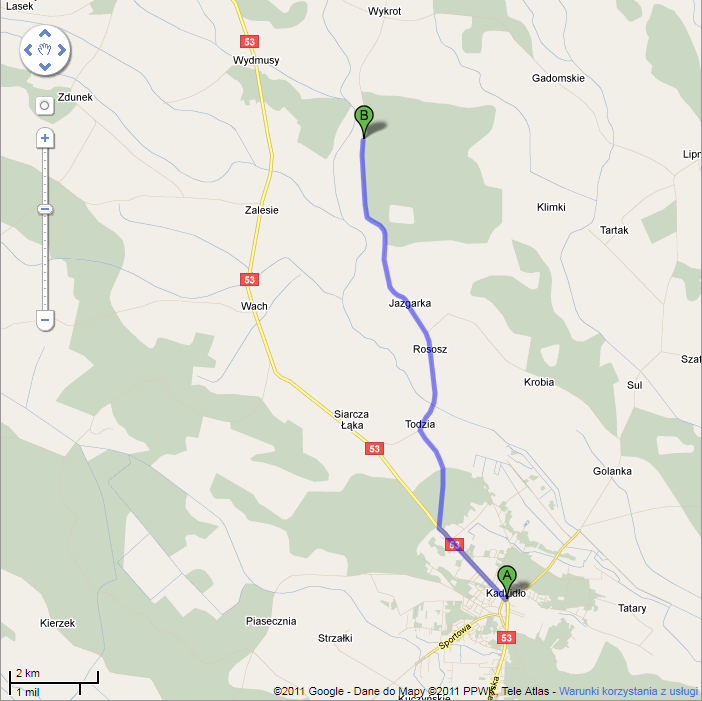 Lasek
Wykrot
53
Wydmusy
Gadomskie
Zdunek
B
Lipn
Klimki
Zalesie
Tartak
53
Wach
Jazgarka
Rososz
Szaf
Krobia
Sul
Siarcza
Łąka
Todzia
53
Golanka
53
A
Kadzidło
Tatary
Piasecznia
Kierzek
Strzałki
Sportowa
53
2 km
1 mil
©2011 Google - Dane do Mapy ©2011 PPWK, Tele Atlas - Warunki korzystania z usługi